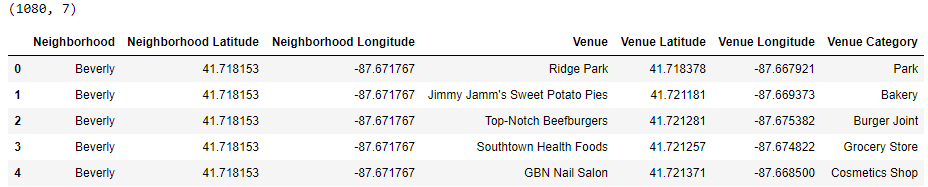 (1080, 7)
Neighborhood Neighborhood Latitude Neighborhood Longitude Venue Venue Latitude Venue Longitude Venue Category
0 Beverly 41.718153 -87.671767 Ridge Park 41.718378 -87.667921 Park
1 Beverly 41.718153 -87.671767 Jimmy Jamm's Sweet Potato Pies 41.721181 -87.669373 Bakery
2 Beverly 41.718153 -87.671767 Top-Notch Beefburgers 41.721281 -87.675382 Burger Joint
3 Beverly 41.718153 -87.671767 Southtown Health Foods 41.721257 -87.674822 Grocery Store
4 Beverly 41.718153 -87.671767 GBN Nail Salon 41.721371 -87.668500 Cosmetics Shop